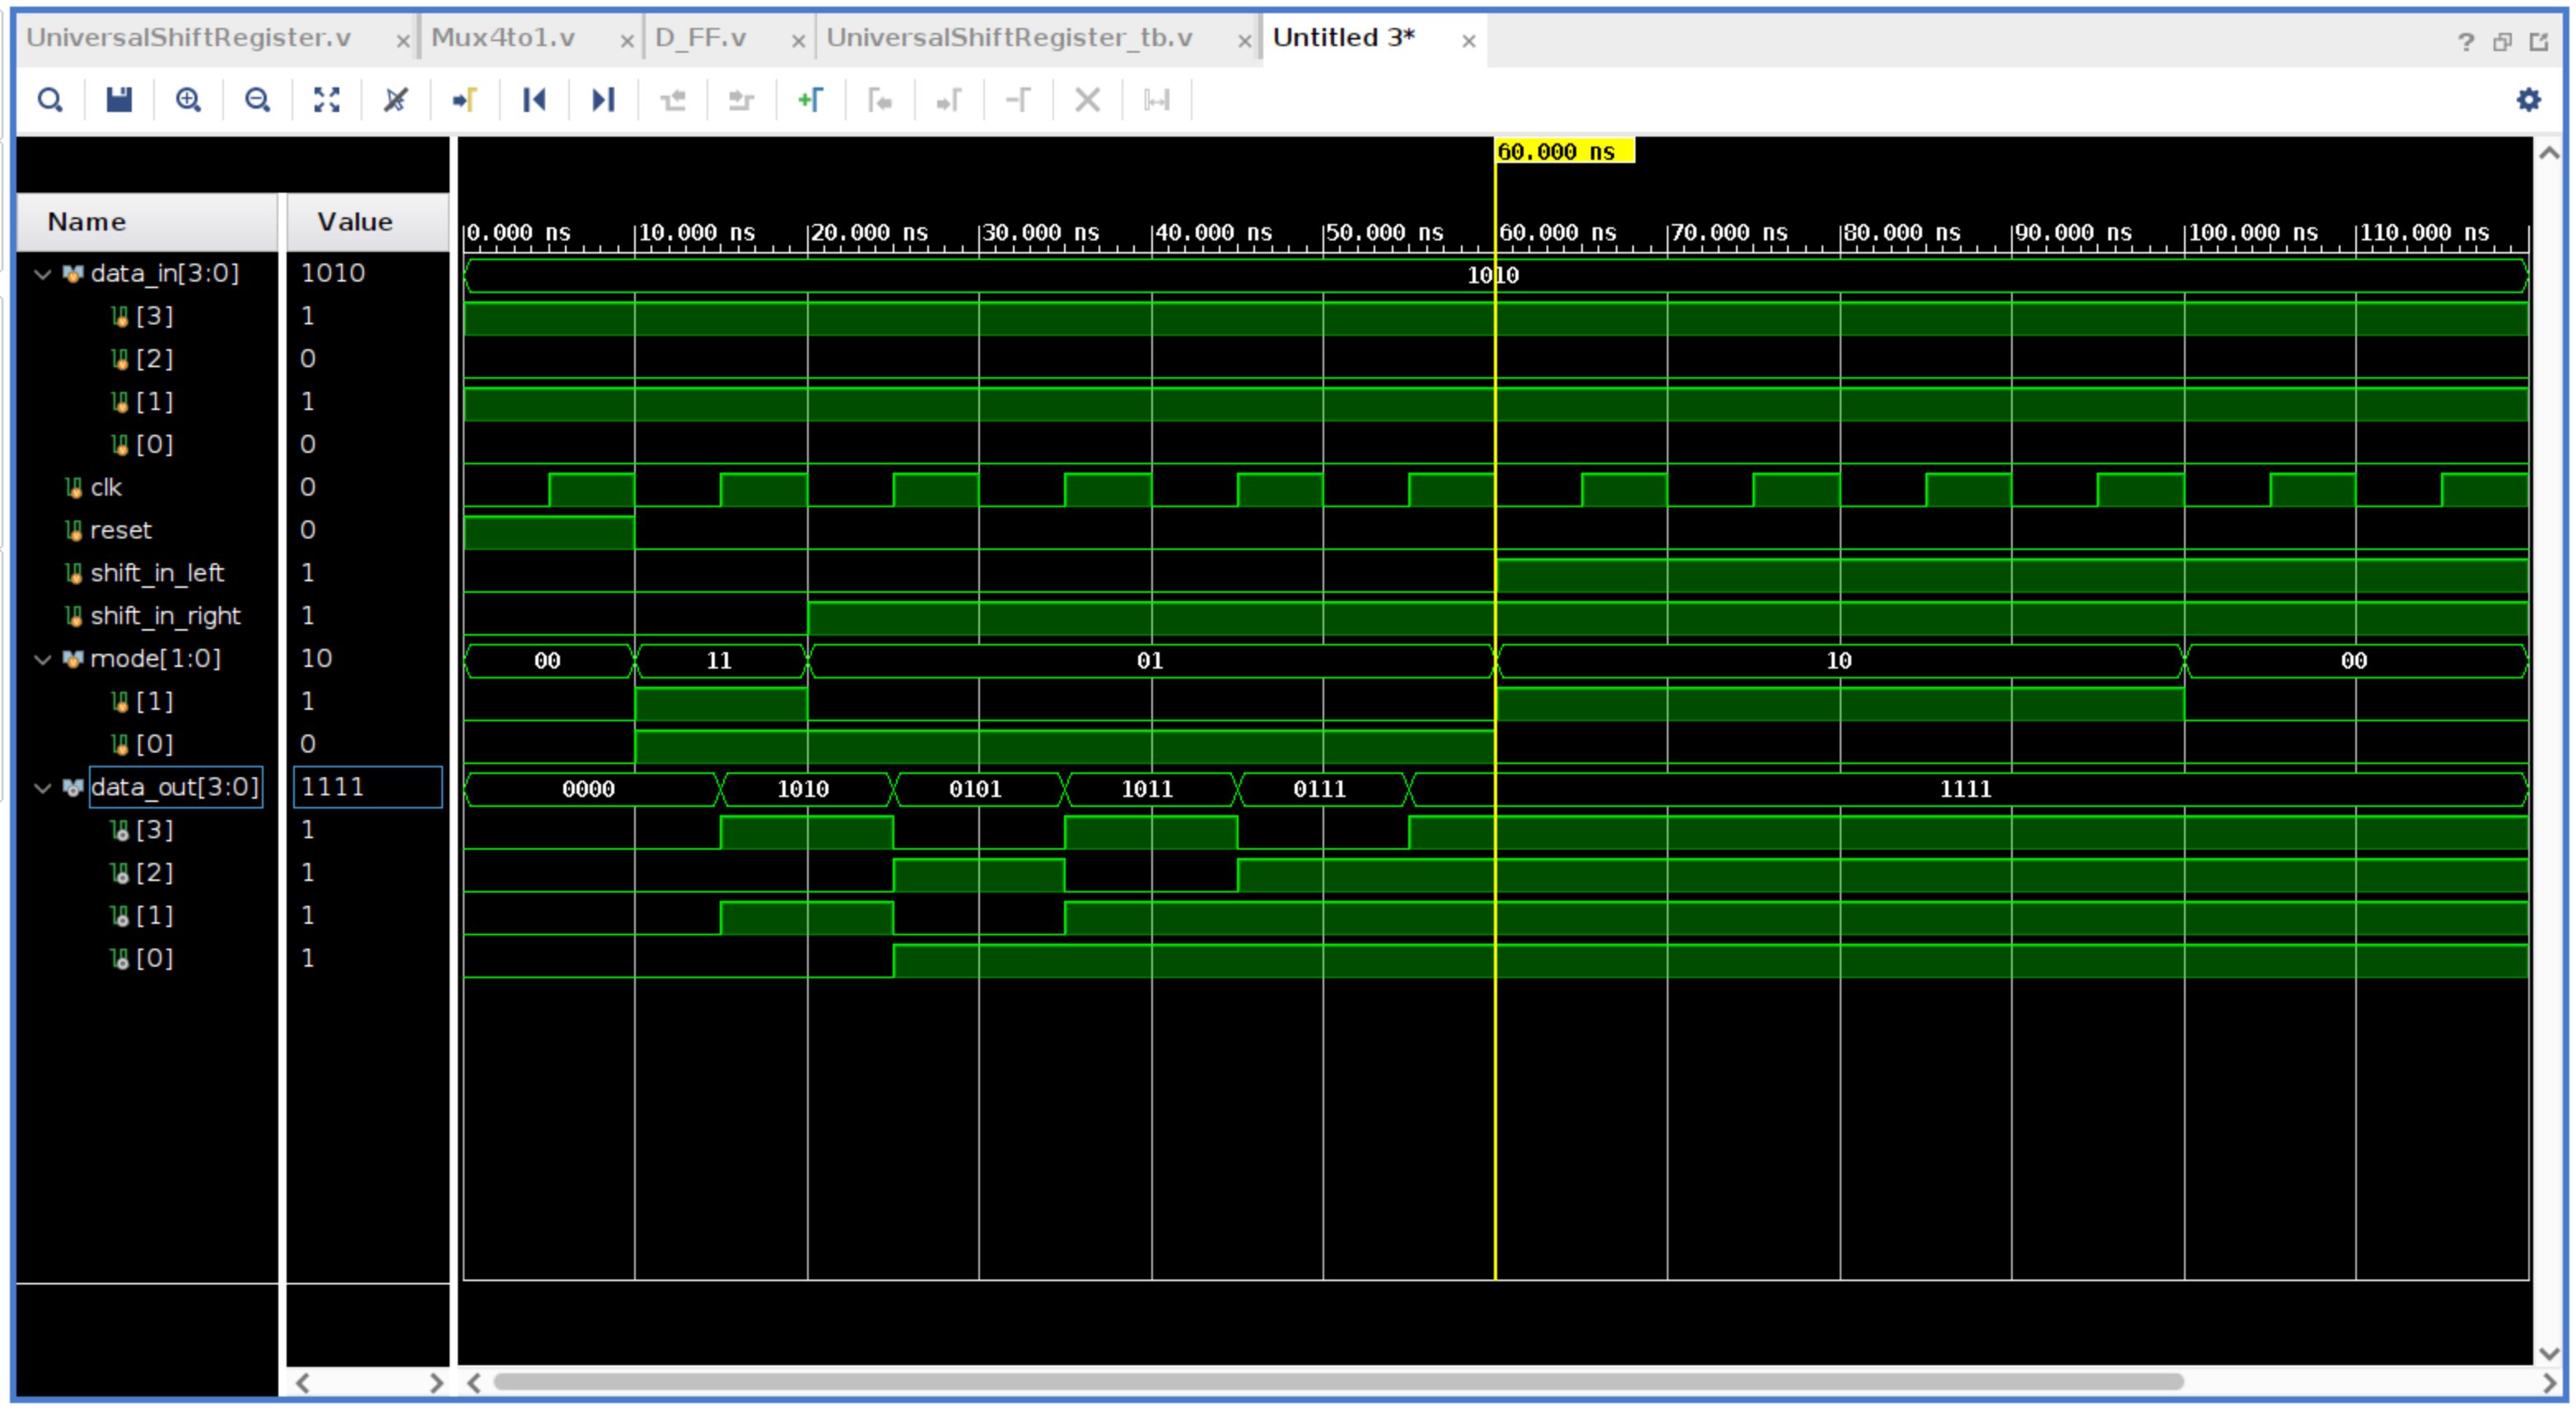 UniversalShiftRegister.v × Mux4to1.v × D_FF.v × UniversalShiftRegister_tb.v × Untitled 3* × ?
60.000 ns
Name Value 0.000 ns 10.000 ns 20.000 ns 30.000 ns 40.000 ns 50.000 ns 60.000 ns 70.000 ns 80.000 ns 90.000 ns 100.000 ns 110.000 ns
data_in[3:0] 1010 1010
[3] 1
[2] 0
[1] 1
[0] 0
clk 0
reset 0
shift_in_left 1
shift_in_right 1
mode[1:0] 10 00 11 01 10 00
[1] 1
[0] 0
data_out[3:0] 1111 0000 1010 0101 1011 0111 1111
[3] 1
[2] 1
[1] 1
[0] 1